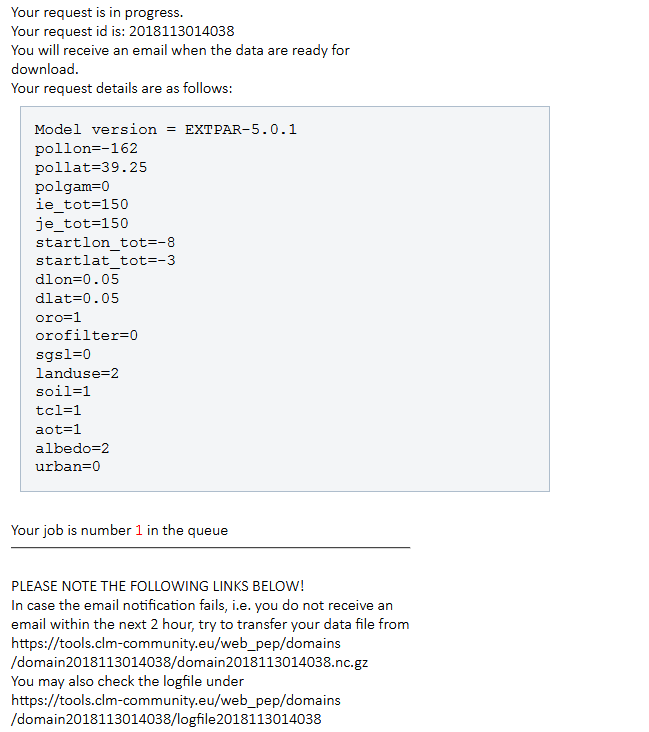 Your request is in progress.
Your request id is: 2018113014038
You will receive an email when the data are ready for
download.
Your request details are as follows:
Model version = EXTPAR-5.0.1
pollon=-162
pollat=39.25
polgam=0
ie_tot=150
je_tot=150
startlon_tot=-8
startlat_tot=-3
dlon=0.05
dlat=0.05
oro=1
orofilter=0
sgsl=0
landuse=2
soil=1
tcl=1
aot=1
albedo=2
urban=0
Your job is number 1 in the queue
PLEASE NOTE THE FOLLOWING LINKS BELOW!
In case the email notification fails, i.e. you do not receive an
email within the next 2 hour, try to transfer your data file from
https://tools.clm-community.eu/web_pep/domains
/domain2018113014038/domain2018113014038.nc.gz
You may also check the logfile under
https://tools.clm-community.eu/web_pep/domains
/domain2018113014038/logfile2018113014038